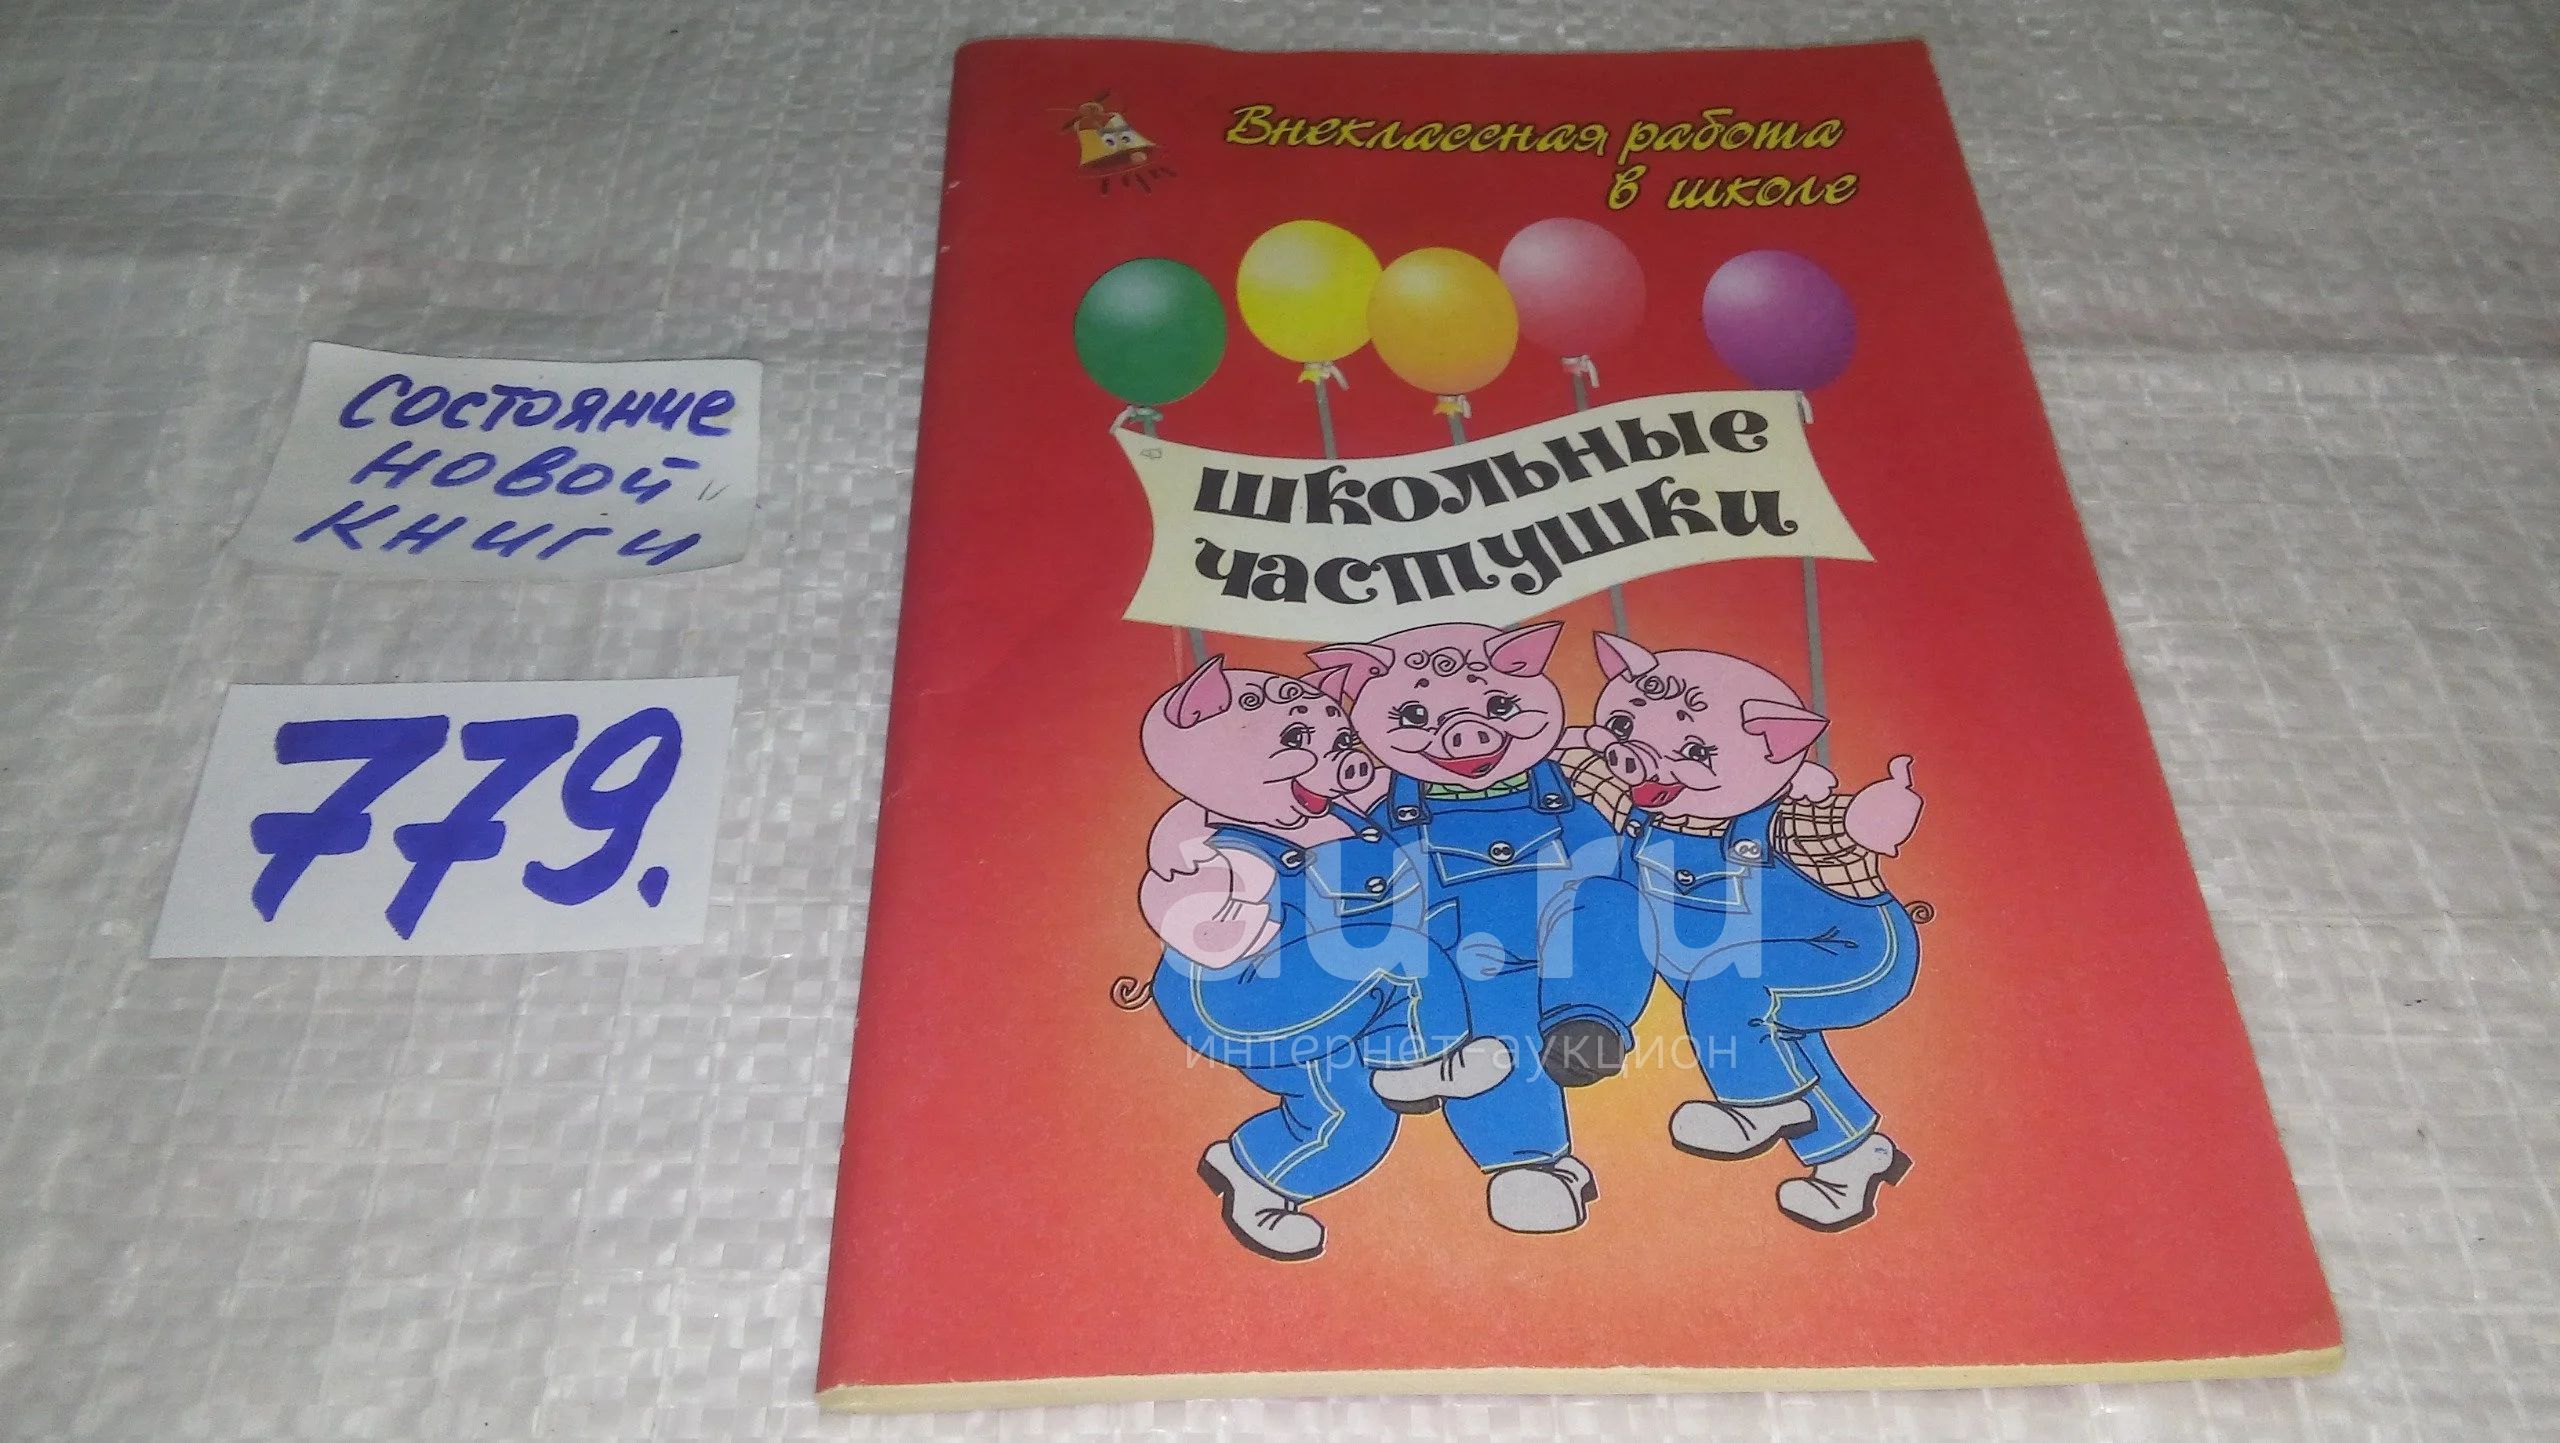 Внеклассная работа
в школе
школьные
частушки
Состояние
новой
книги
779.
au.ru
интернет-аукцион